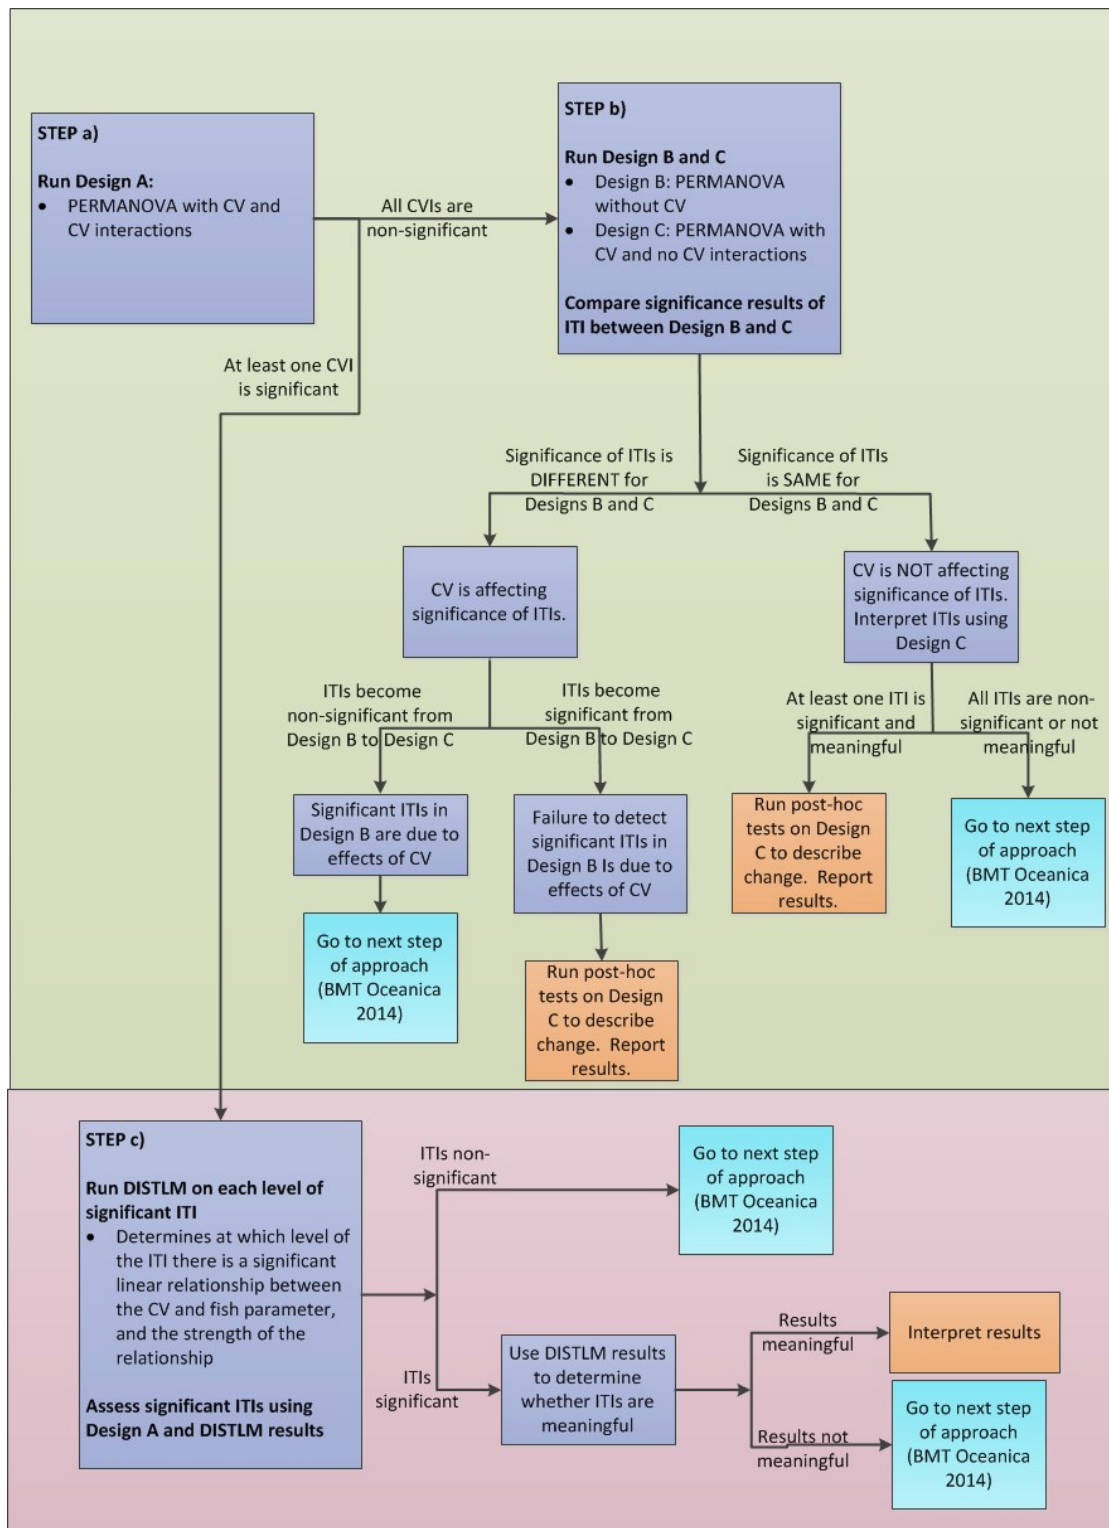 STEP a)
Run Design A:
• PERMANOVA with CV and
CV interactions
All CVIs are
non-significant
At least one CVI
is significant
STEP b)
Run Design B and C
• Design B: PERMANOVA
without CV
• Design C: PERMANOVA with
CV and no CV interactions
Compare significance results of
ITI between Design B and C
Significance of ITIs is
DIFFERENT for
Designs B and C
Significance of ITIs
is SAME for
Designs B and C
CV is affecting
significance of ITIs.
CV is NOT affecting
significance of ITIs.
Interpret ITIs using
Design C
ITIs become
non-significant from
Design B to Design C
ITIs become
significant from
Design B to Design C
At least one ITI is
significant and
meaningful
All ITIs are non-
significant or not
meaningful
Significant ITIs in
Design B are due to
effects of CV
Failure to detect
significant ITIs in
Design B Is due to
effects of CV
Run post-hoc
tests on Design
C to describe
change. Report
results.
Go to next step
of approach
(BMT Oceanica
2014)
Go to next step
of approach
(BMT Oceanica
2014)
Run post-hoc
tests on Design
C to describe
change. Report
results.
STEP c)
Run DISTLM on each level of
significant ITI
• Determines at which level of
the ITI there is a significant
linear relationship between
the CV and fish parameter,
and the strength of the
relationship
Assess significant ITIs using
Design A and DISTLM results
ITIs non-
significant
Go to next step
of approach
(BMT Oceanica
2014)
ITIs
significant
Use DISTLM results
to determine
whether ITIs are
meaningful
Results
meaningful
Interpret results
Results not
meaningful
Go to next step
of approach
(BMT Oceanica
2014)